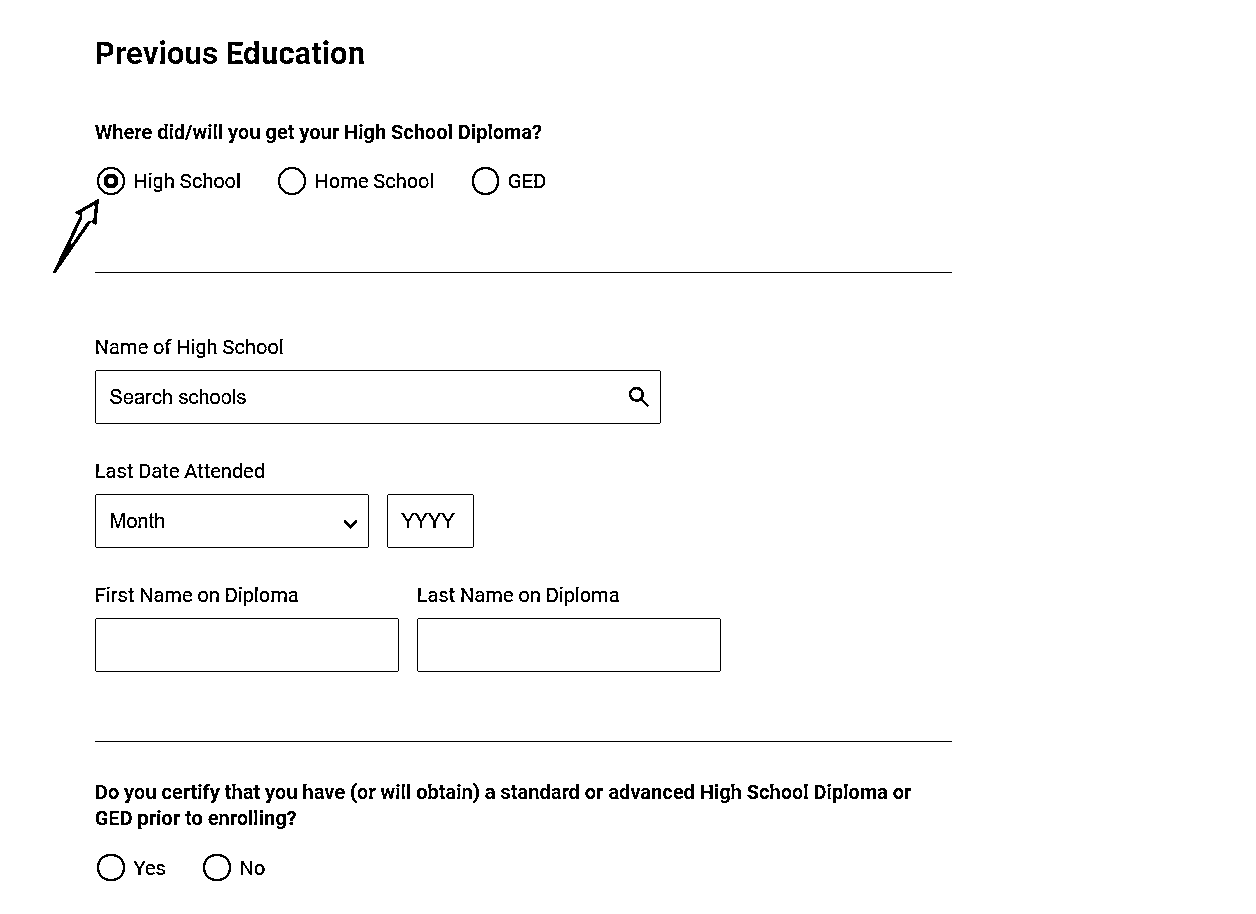 Previous Education
Where did/will you get your High School Diploma?
High School Home School GED
Name of High School
Search schools
Last Date Attended
Month YYYY
First Name on Diploma Last Name on Diploma
Do you certify that you have (or will obtain) a standard or advanced High School Diploma or
GED prior to enrolling?
Yes No